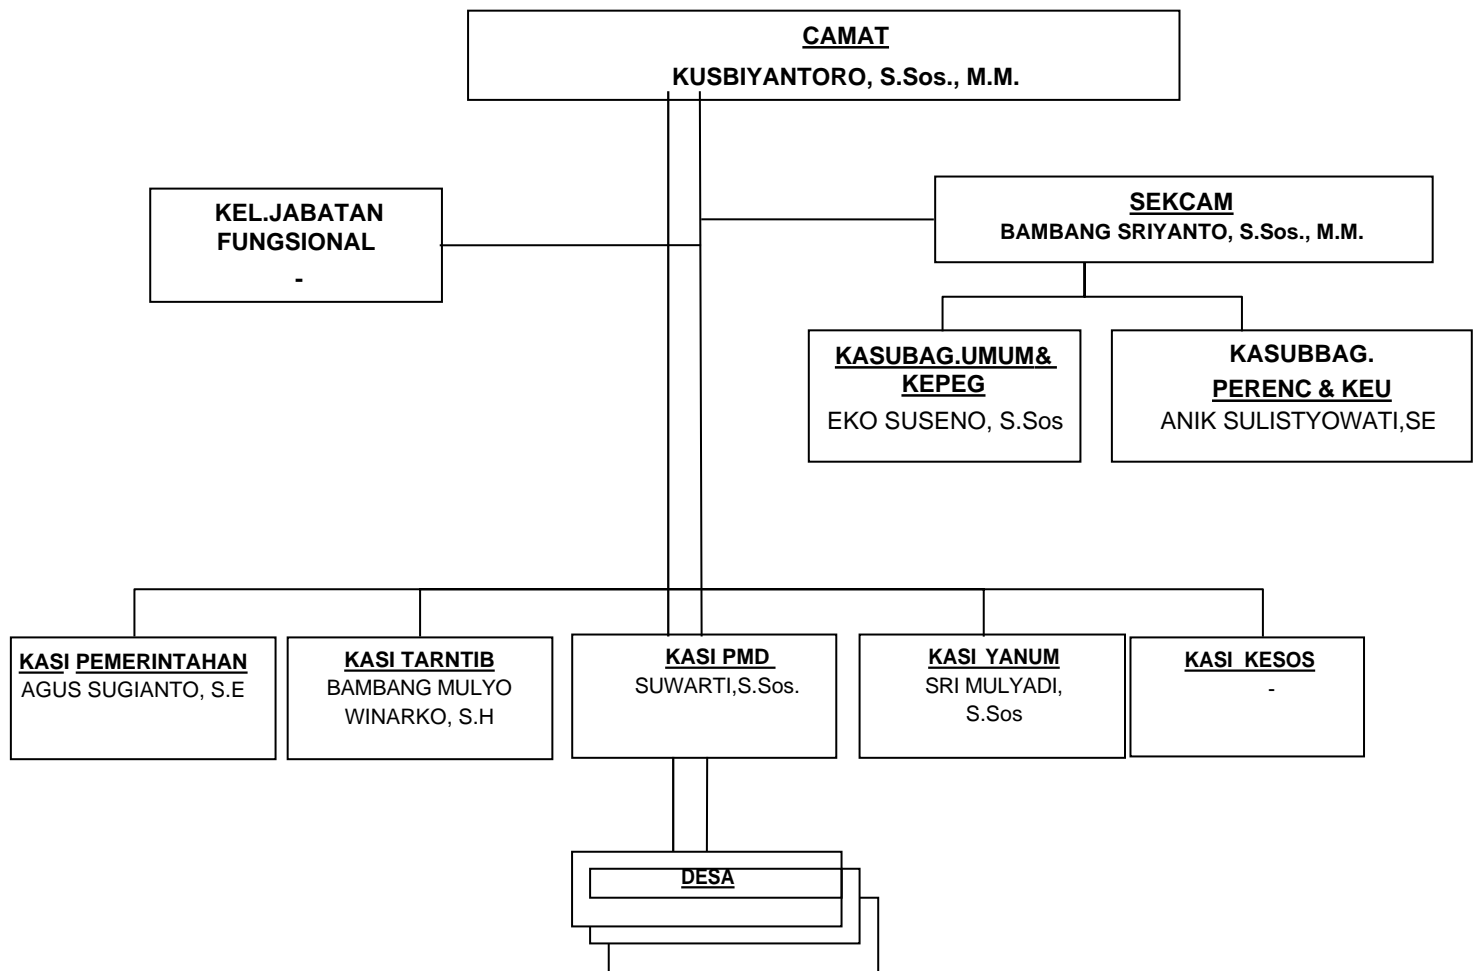 CAMAT
KUSBIYANTORO, S.Sos., M.M.
KEL.JABATAN
FUNGSIONAL
-
SEKCAM
BAMBANG SRIYANTO, S.Sos., M.M.
KASUBAG.UMUM&
KEPEG
EKO SUSENO, S.Sos
KASUBBAG.
PERENC & KEU
ANIK SULISTYOWATI,SE
KASI PEMERINTAHAN
AGUS SUGIANTO, S.E
KASI TARNTIB
BAMBANG MULYO
WINARKO, S.H
KASI PMD
SUWARTI,S.Sos.
KASI YANUM
SRI MULYADI,
S.Sos
KASI KESOS
-
DESA